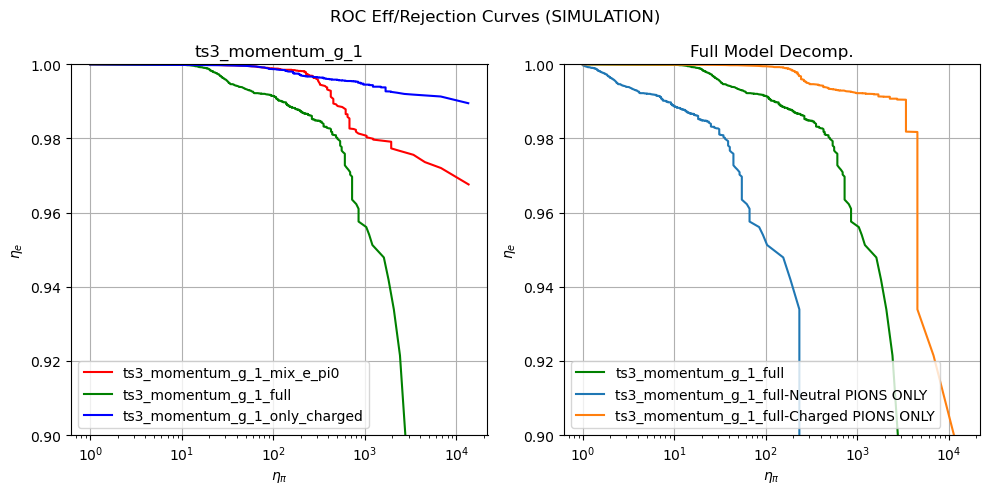 ROC Eff/Rejection Curves (SIMULATION)
ts3_momentum_g_1
1.00
0.98
0.96
0.94
0.92
0.90
η_e
ts3_momentum_g_1_mix_e_pi0
ts3_momentum_g_1_full
ts3_momentum_g_1_only_charged
10^0
10^1
10^2
10^3
10^4
η_π
Full Model Decomp.
1.00
0.98
0.96
0.94
0.92
0.90
η_e
ts3_momentum_g_1_full
ts3_momentum_g_1_full-Neutral PIONS ONLY
ts3_momentum_g_1_full-Charged PIONS ONLY
10^0
10^1
10^2
10^3
10^4
η_π